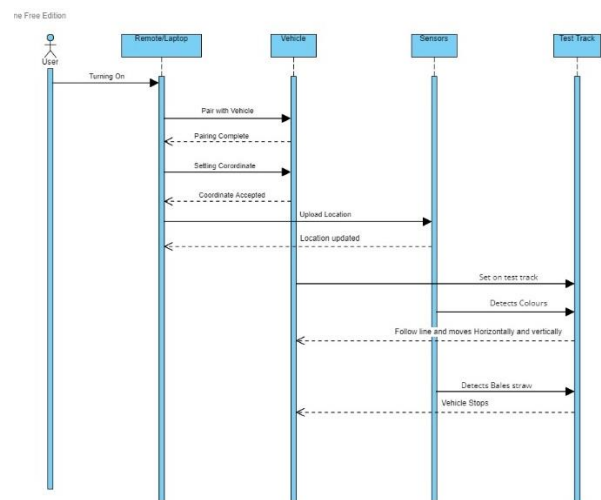 ne Free Edition
Remote/Laptop
Vehicle
Sensors
Test Track
User
Turning On
Pair with Vehicle
Pairing Complete
Setting Corordinate
Coordinate Accepted
Upload Location
Location updated
Set on test track
Detects Colours
Follow line and moves Horizontally and vertically
Detects Bales straw
Vehicle Stops